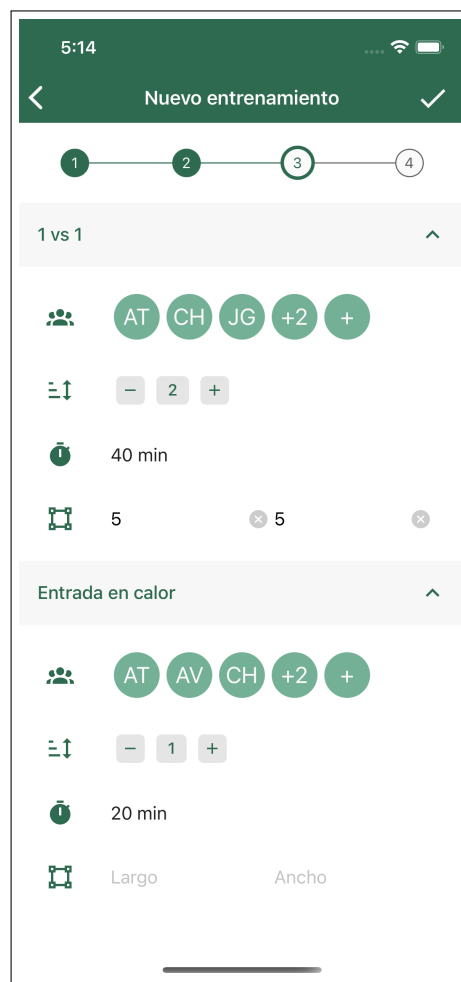 5:14
Nuevo entrenamiento
1 2 3 4
1 vs 1
AT CH JG +2 +
− 2 +
40 min
5 5
Entrada en calor
AT AV CH +2 +
− 1 +
20 min
Largo Ancho